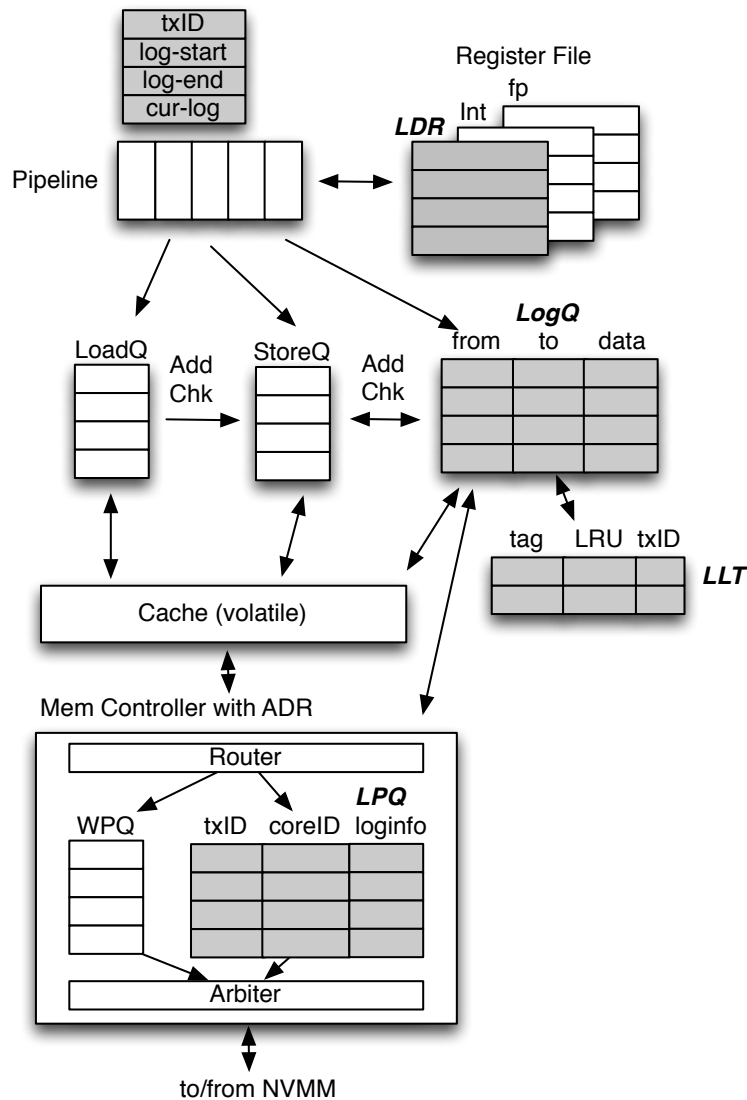 txID
log-start
log-end
cur-log
Register File
fp
Int
LDR
Pipeline
LogQ
from to data
LoadQ
Add
Chk
StoreQ
Add
Chk
tag LRU txID
LLT
Cache (volatile)
Mem Controller with ADR
Router
LPQ
WPQ
txID coreID loginfo
Arbiter
to/from NVMM